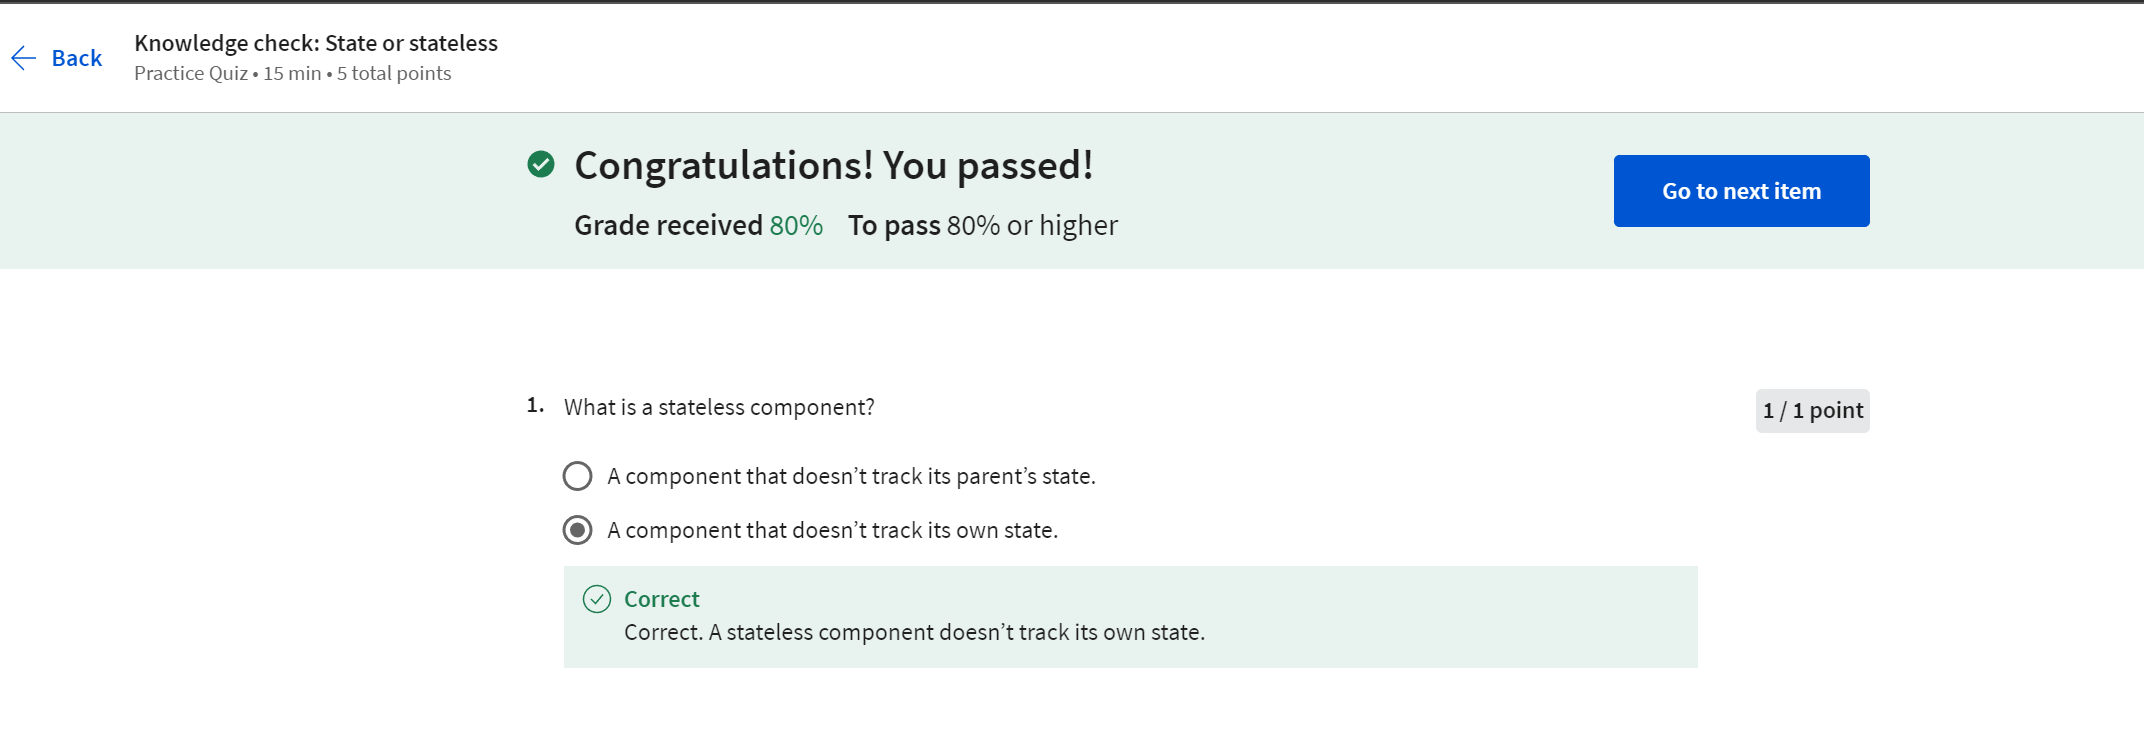 Back
Knowledge check: State or stateless
Practice Quiz • 15 min • 5 total points
Congratulations! You passed!
Grade received 80% To pass 80% or higher
Go to next item
1. What is a stateless component?
1 / 1 point
A component that doesn’t track its parent’s state.
A component that doesn’t track its own state.
Correct
Correct. A stateless component doesn’t track its own state.